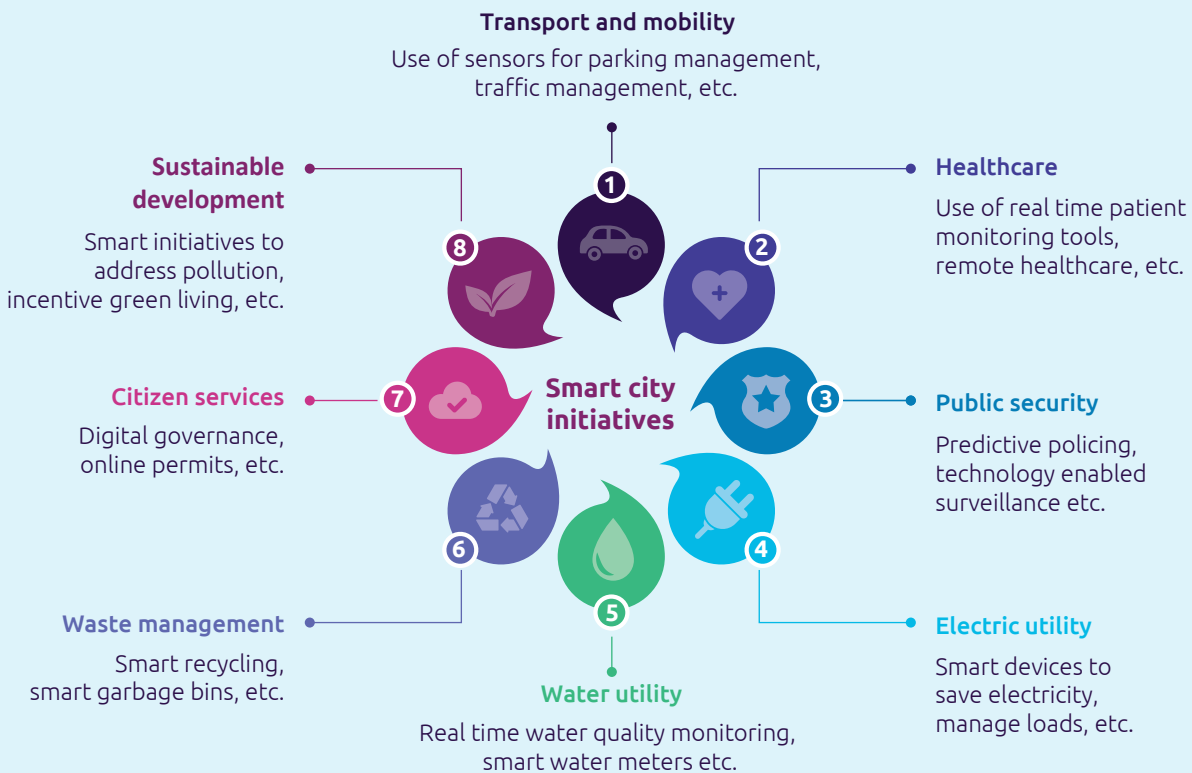 Transport and mobility
Use of sensors for parking management,
traffic management, etc.
1
Healthcare
Use of real time patient
monitoring tools,
remote healthcare, etc.
2
Public security
Predictive policing,
technology enabled
surveillance etc.
3
Electric utility
Smart devices to
save electricity,
manage loads, etc.
4
Water utility
Real time water quality monitoring,
smart water meters etc.
5
Waste management
Smart recycling,
smart garbage bins, etc.
6
Citizen services
Digital governance,
online permits, etc.
7
Sustainable
development
Smart initiatives to
address pollution,
incentive green living, etc.
8
Smart city
initiatives